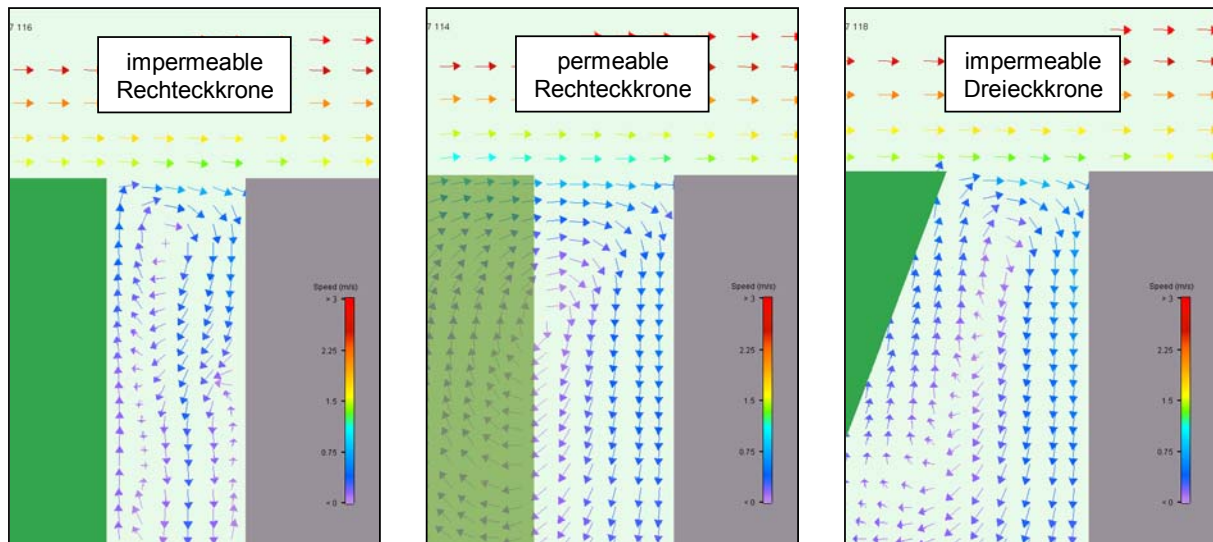 7 116
impermeable
Rechteckkrone
Speed (m/s)
> 3
2.25
1.5
0.75
< 0
7 114
permeable
Rechteckkrone
Speed (m/s)
> 3
2.25
1.5
0.75
< 0
7 118
impermeable
Dreieckkrone
Speed (m/s)
> 3
2.25
1.5
0.75
< 0